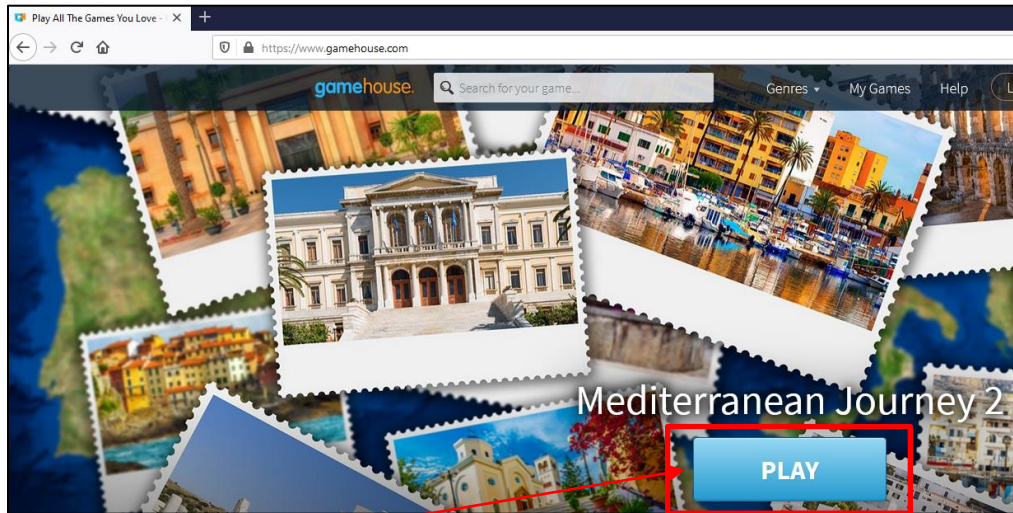 Play All The Games You Love -
https://www.gamehouse.com
gamehouse.
Search for your game...
Genres
My Games
Help
L
Mediterranean Journey 2
PLAY